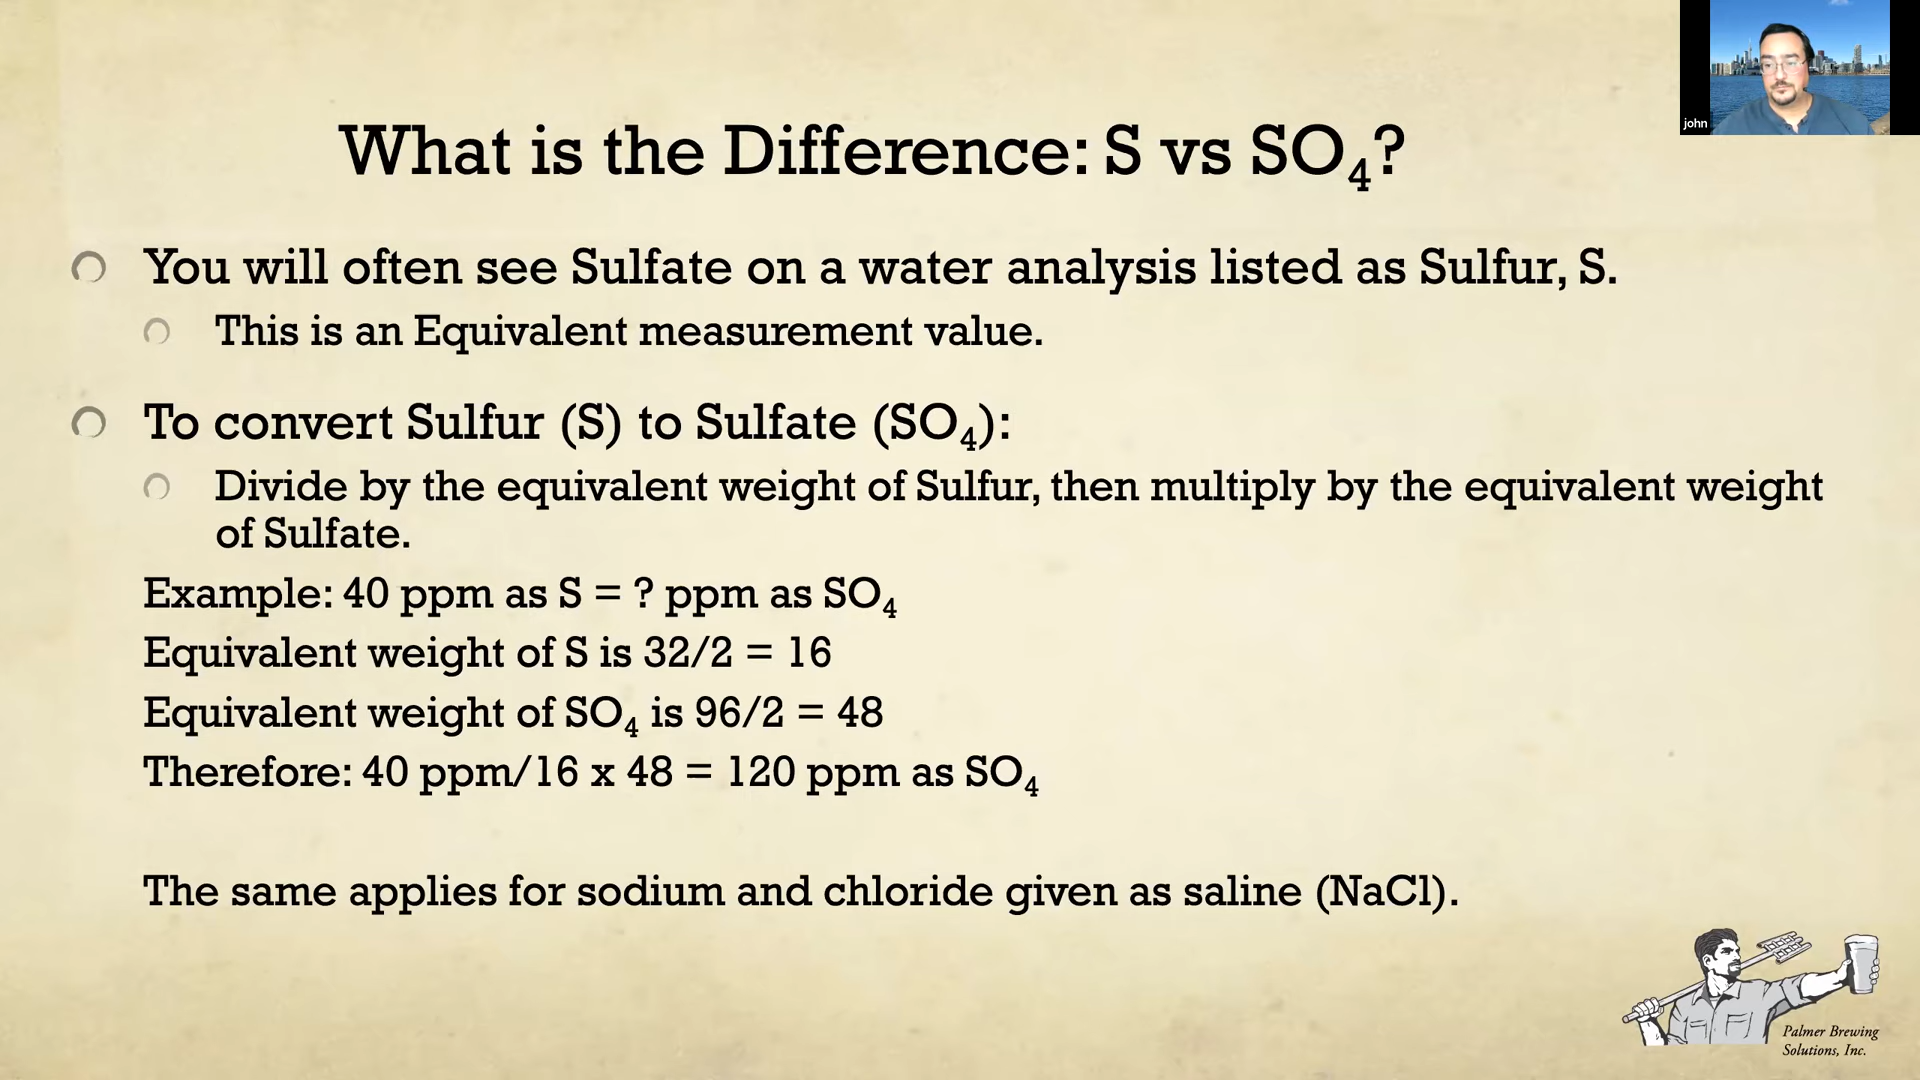 john
What is the Difference: S vs SO₄?
You will often see Sulfate on a water analysis listed as Sulfur, S.
This is an Equivalent measurement value.
To convert Sulfur (S) to Sulfate (SO₄):
Divide by the equivalent weight of Sulfur, then multiply by the equivalent weight
of Sulfate.
Example: 40 ppm as S = ? ppm as SO₄
Equivalent weight of S is 32/2 = 16
Equivalent weight of SO₄ is 96/2 = 48
Therefore: 40 ppm/16 x 48 = 120 ppm as SO₄
The same applies for sodium and chloride given as saline (NaCl).
Palmer Brewing
Solutions, Inc.